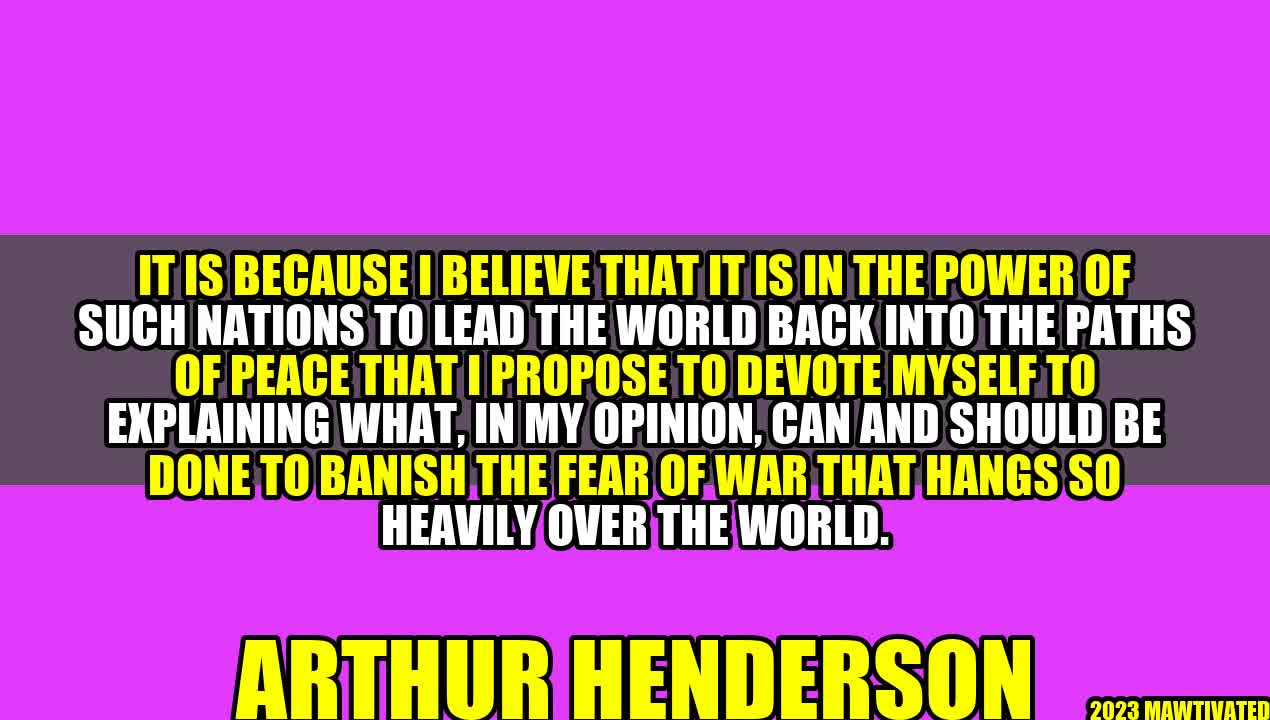 IT IS BECAUSE I BELIEVE THAT IT IS IN THE POWER OF
SUCH NATIONS TO LEAD THE WORLD BACK INTO THE PATHS
OF PEACE THAT I PROPOSE TO DEVOTE MYSELF TO
EXPLAINING WHAT, IN MY OPINION, CAN AND SHOULD BE
DONE TO BANISH THE FEAR OF WAR THAT HANGS SO
HEAVILY OVER THE WORLD.
ARTHUR HENDERSON
2023 MAWTIVATED